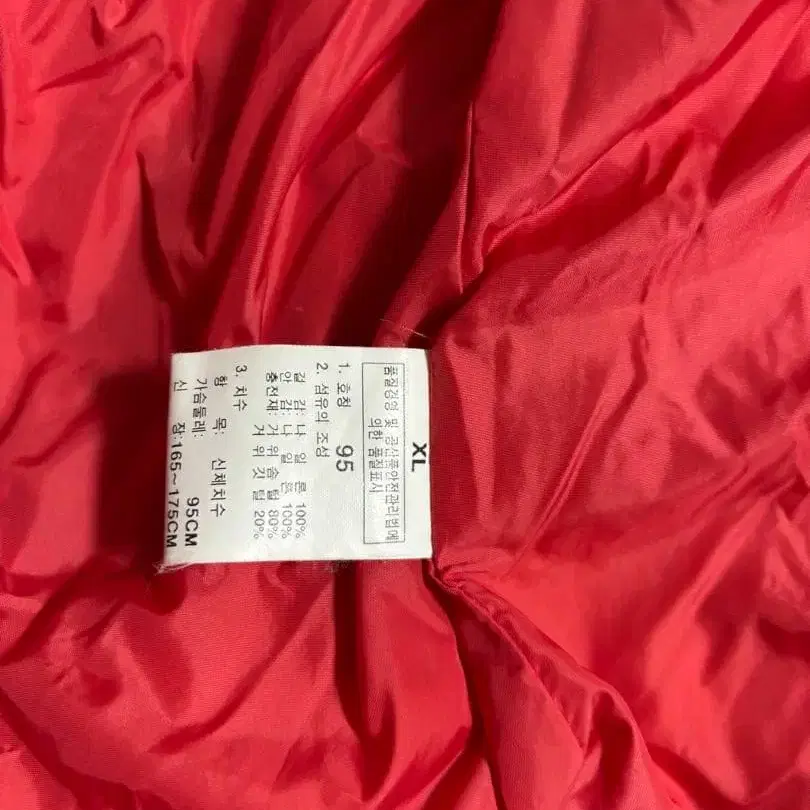 XL
품질경영 및 공산품안전관리법에
의한 품질표시
1. 호칭 95
2. 섬유의 조성
겉 감: 나 일 론 100%
안 감: 나 일 론 100%
충전재: 거 위 솜 털 80%
거 위 깃 털 20%
3. 치수
항 목: 신체치수
가슴둘레: 95CM
신 장: 165~175CM